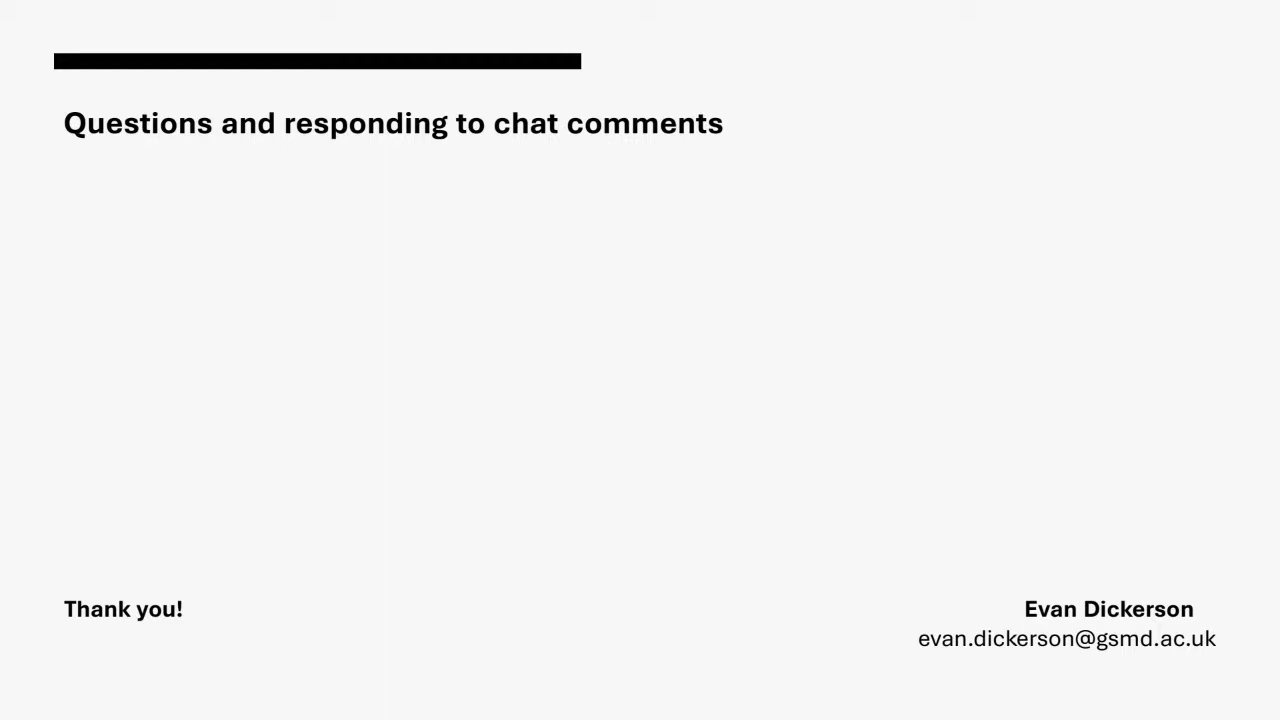 Questions and responding to chat comments
Thank you!
Evan Dickerson
evan.dickerson@gsmd.ac.uk